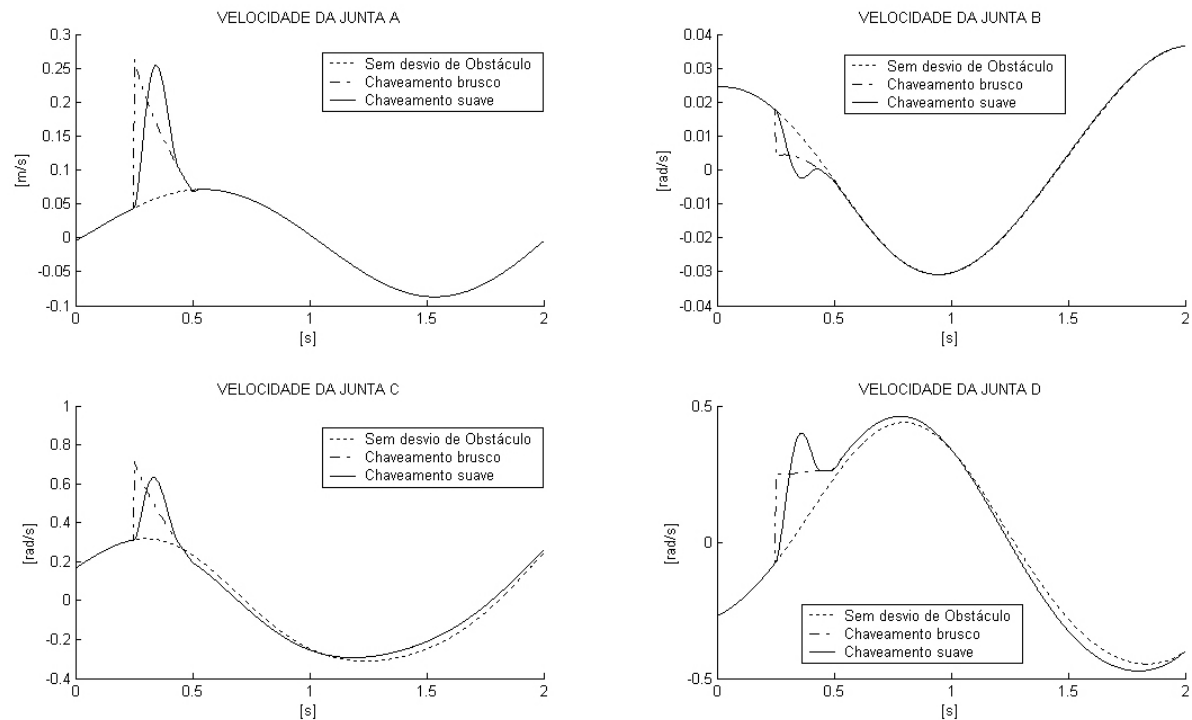 VELOCIDADE DA JUNTA A
0.3
0.25
0.2
0.15
0.1
0.05
0
-0.05
-0.1
[m/s]
Sem desvio de Obstáculo
Chaveamento brusco
Chaveamento suave
0 0.5 1 1.5 2
[s]
VELOCIDADE DA JUNTA B
0.04
0.03
0.02
0.01
0
-0.01
-0.02
-0.03
-0.04
[rad/s]
Sem desvio de Obstáculo
Chaveamento brusco
Chaveamento suave
0 0.5 1 1.5 2
[s]
VELOCIDADE DA JUNTA C
1
0.8
0.6
0.4
0.2
0
-0.2
-0.4
[rad/s]
Sem desvio de Obstáculo
Chaveamento brusco
Chaveamento suave
0 0.5 1 1.5 2
[s]
VELOCIDADE DA JUNTA D
0.5
0
-0.5
[rad/s]
Sem desvio de Obstáculo
Chaveamento brusco
Chaveamento suave
0 0.5 1 1.5 2
[s]